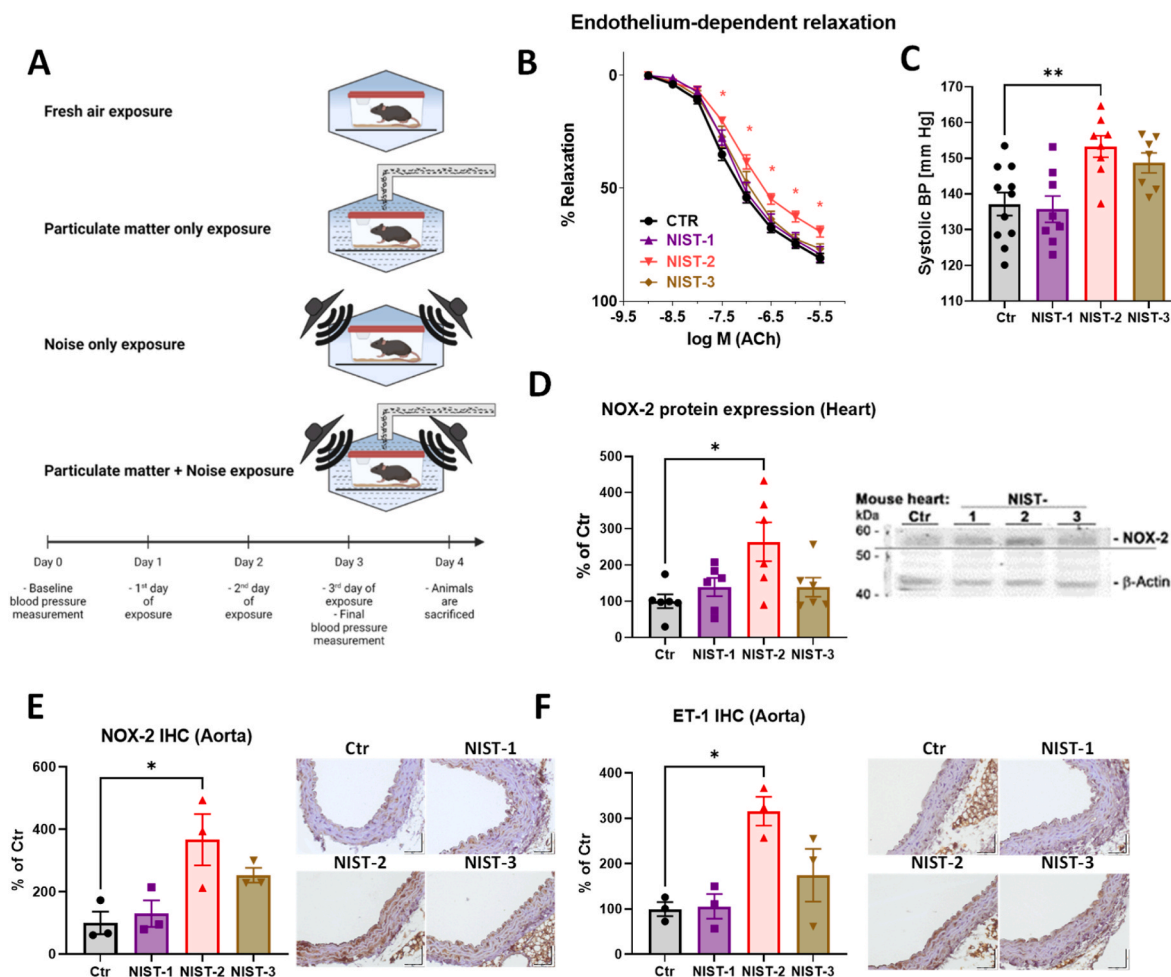 Endothelium-dependent relaxation
A
Fresh air exposure
Particulate matter only exposure
Noise only exposure
Particulate matter + Noise exposure
Day 0
Day 1
Day 2
Day 3
Day 4
- Baseline
blood pressure
measurement
- 1st day
of
exposure
- 2nd day
of
exposure
- 3rd day of
exposure
- Final
blood pressure
measurement
- Animals
are
sacrificed
B
% Relaxation
0
50
100
*
*
*
*
*
CTR
NIST-1
NIST-2
NIST-3
-9.5
-8.5
-7.5
-6.5
-5.5
log M (ACh)
C
Systolic BP [mm Hg]
**
170
160
150
140
130
120
110
Ctr
NIST-1
NIST-2
NIST-3
D
NOX-2 protein expression (Heart)
% of Ctr
*
500
400
300
200
100
0
Ctr
NIST-1
NIST-2
NIST-3
Mouse heart:
NIST-
kDa
Ctr
1
2
3
60 -
50 -
40 -
- NOX-2
- β-Actin
E
NOX-2 IHC (Aorta)
% of Ctr
*
600
400
200
0
Ctr
NIST-1
NIST-2
NIST-3
Ctr
NIST-1
NIST-2
NIST-3
F
ET-1 IHC (Aorta)
% of Ctr
*
400
300
200
100
0
Ctr
NIST-1
NIST-2
NIST-3
Ctr
NIST-1
NIST-2
NIST-3